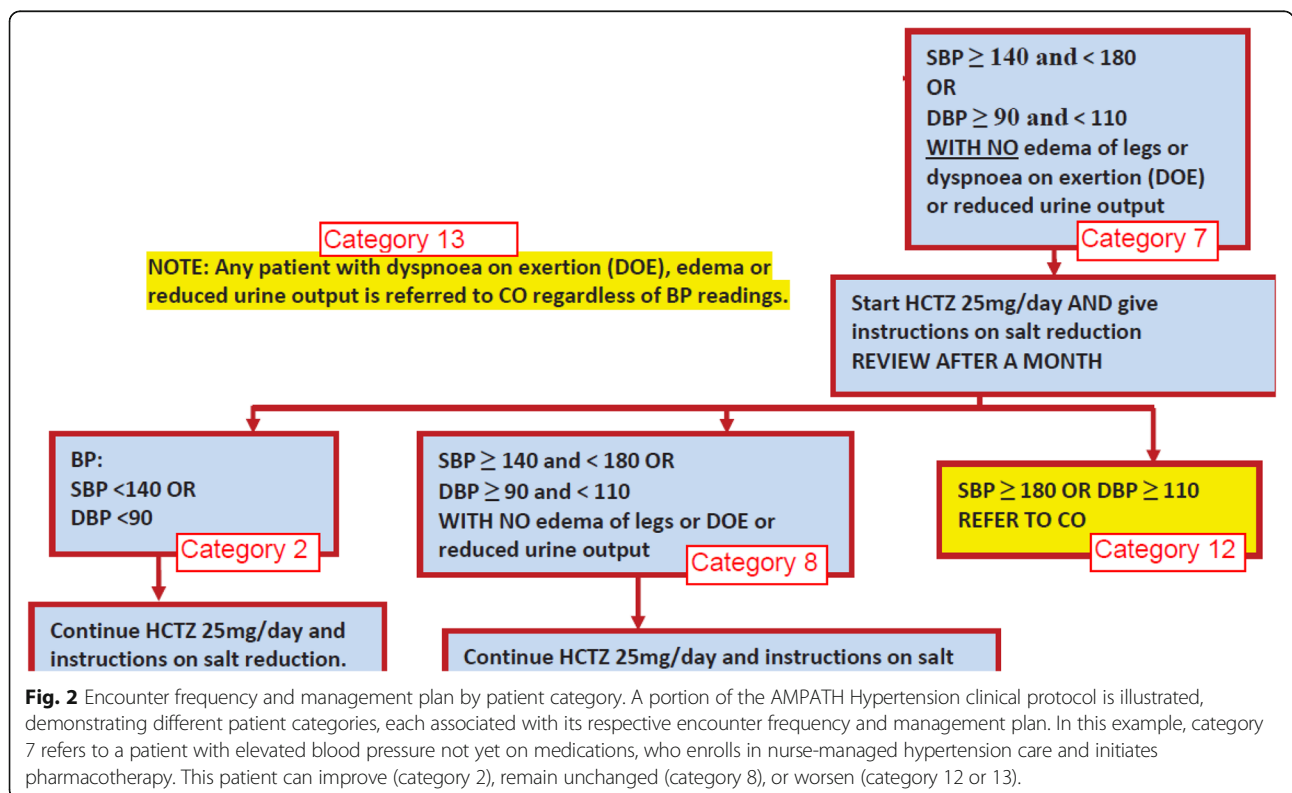 SBP ≥ 140 and < 180
OR
DBP ≥ 90 and < 110
WITH NO edema of legs or
dyspnoea on exertion (DOE)
or reduced urine output
Category 7
Category 13
NOTE: Any patient with dyspnoea on exertion (DOE), edema or
reduced urine output is referred to CO regardless of BP readings.
Start HCTZ 25mg/day AND give
instructions on salt reduction
REVIEW AFTER A MONTH
BP:
SBP <140 OR
DBP <90
Category 2
SBP ≥ 140 and < 180 OR
DBP ≥ 90 and < 110
WITH NO edema of legs or DOE or
reduced urine output
Category 8
SBP ≥ 180 OR DBP ≥ 110
REFER TO CO
Category 12
Continue HCTZ 25mg/day and
instructions on salt reduction.
Continue HCTZ 25mg/day and instructions on salt
Fig. 2 Encounter frequency and management plan by patient category. A portion of the AMPATH Hypertension clinical protocol is illustrated,
demonstrating different patient categories, each associated with its respective encounter frequency and management plan. In this example, category
7 refers to a patient with elevated blood pressure not yet on medications, who enrolls in nurse-managed hypertension care and initiates
pharmacotherapy. This patient can improve (category 2), remain unchanged (category 8), or worsen (category 12 or 13).